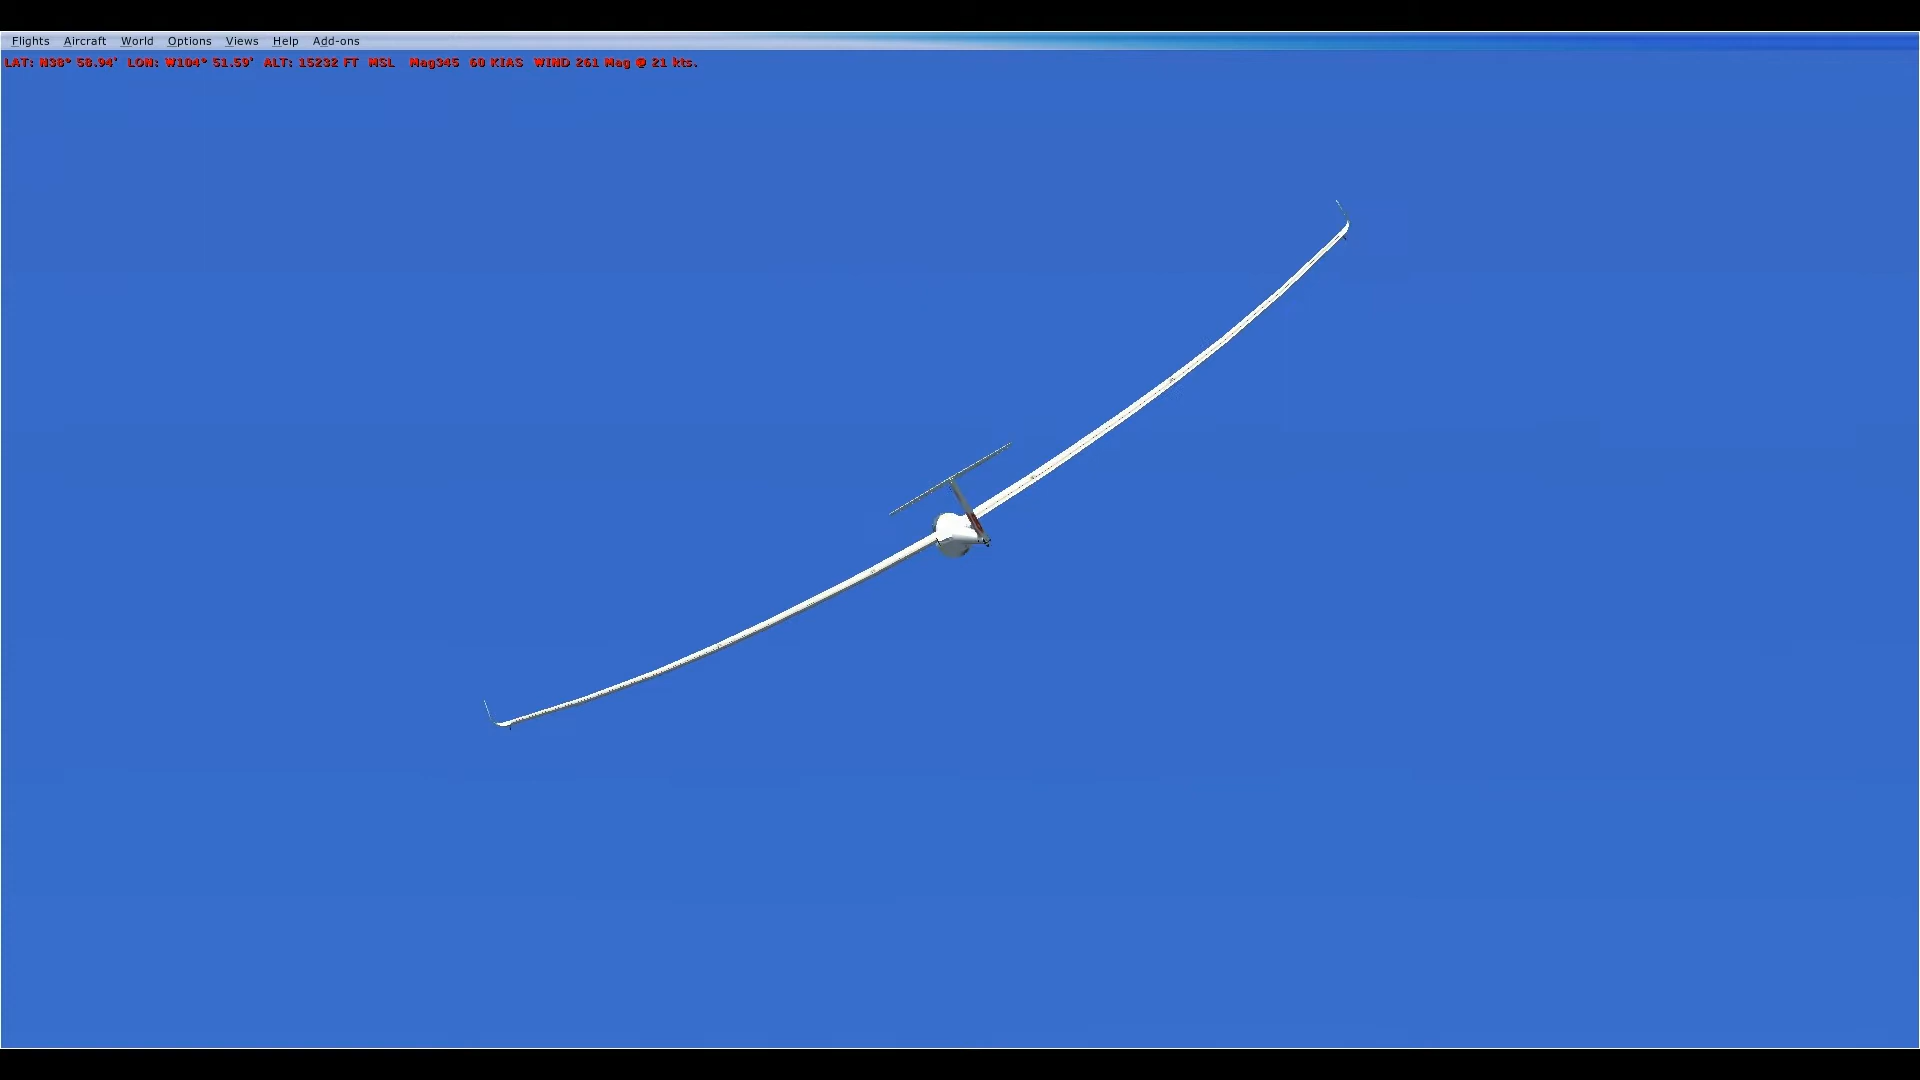 Flights Aircraft World Options Views Help Add-ons
LAT: N38° 58.94' LON: W104° 51.59' ALT: 15232 FT MSL Mag345 60 KIAS WIND 261 Mag @ 21 kts.